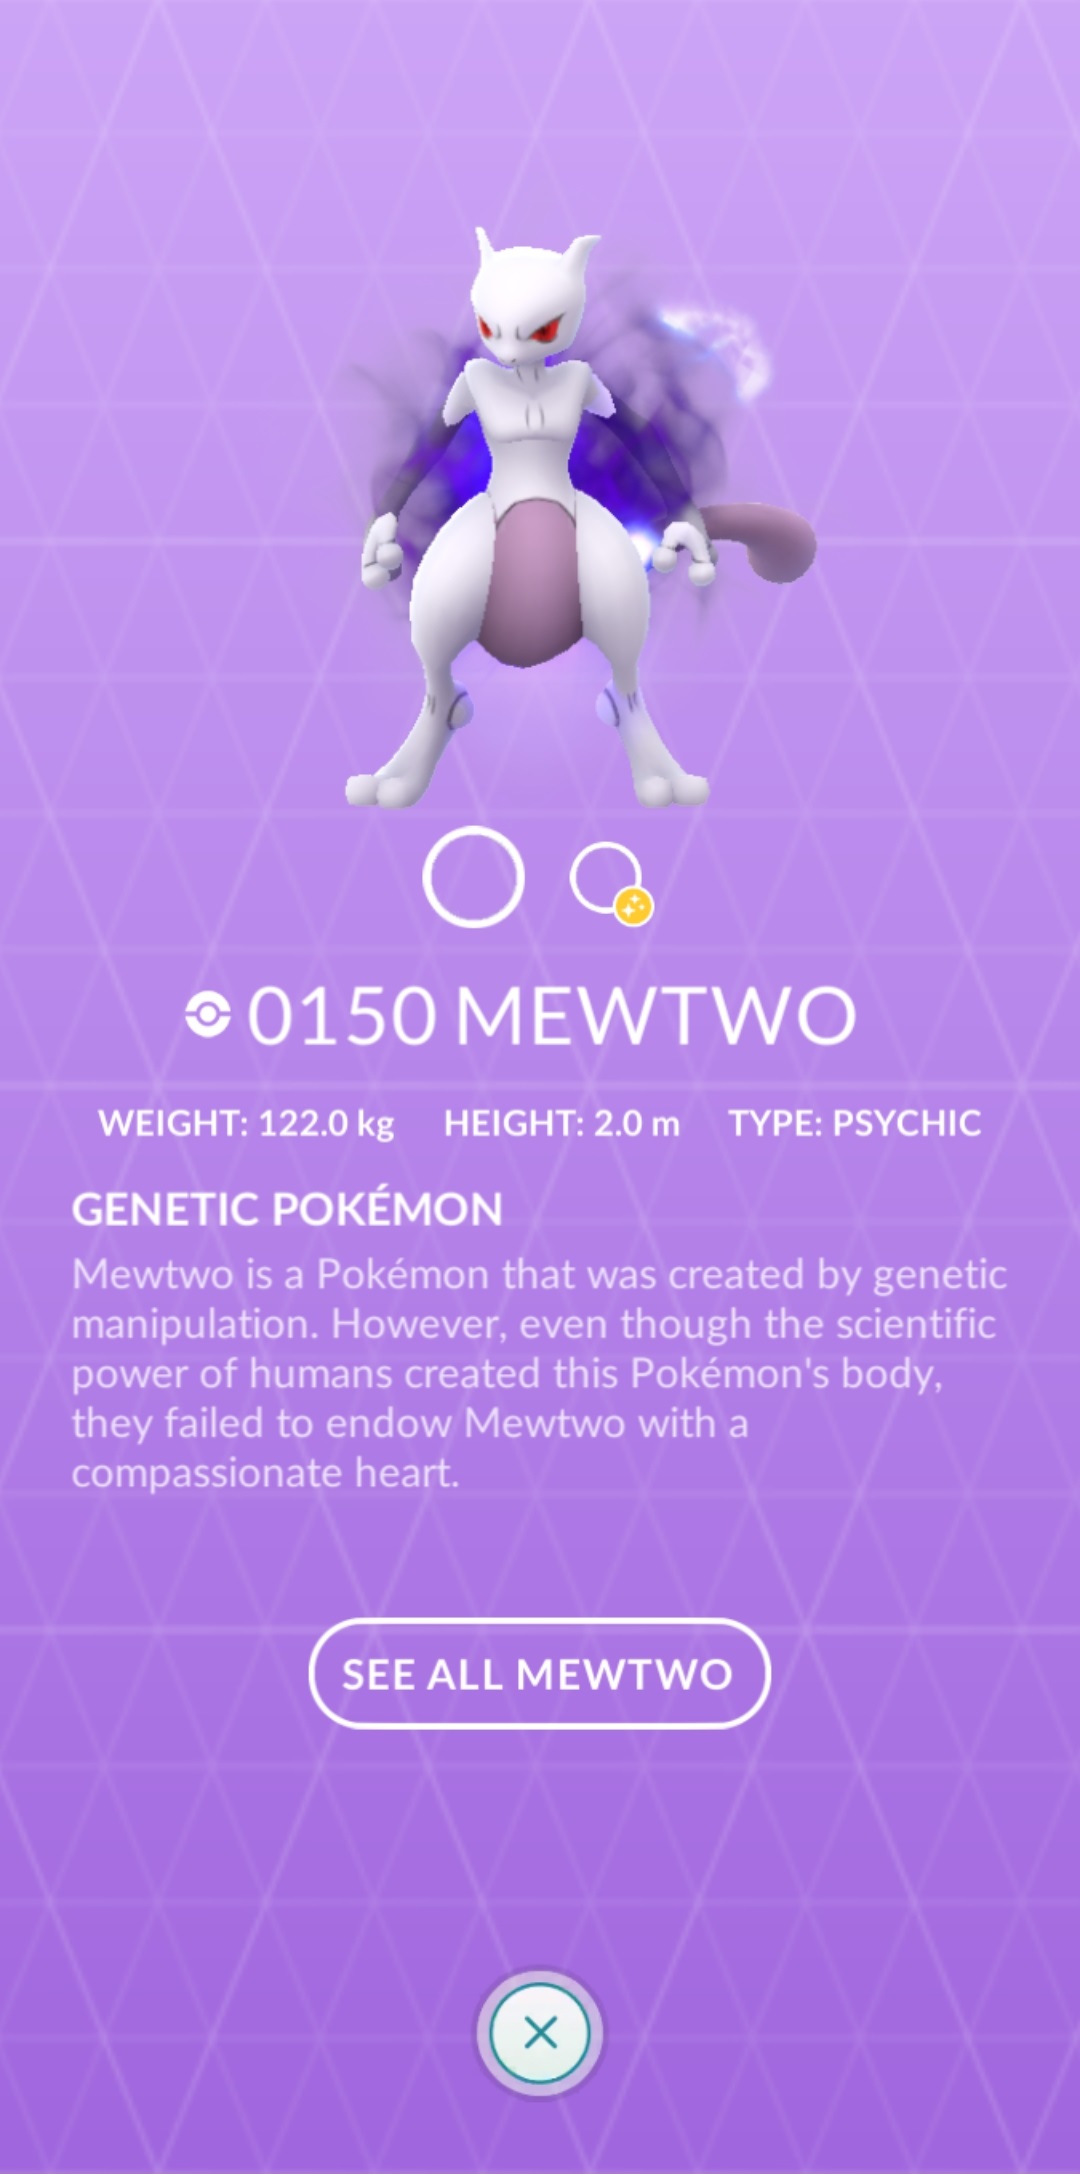 0150 MEWTWO
WEIGHT: 122.0 kg HEIGHT: 2.0 m TYPE: PSYCHIC
GENETIC POKÉMON
Mewtwo is a Pokémon that was created by genetic
manipulation. However, even though the scientific
power of humans created this Pokémon's body,
they failed to endow Mewtwo with a
compassionate heart.
SEE ALL MEWTWO